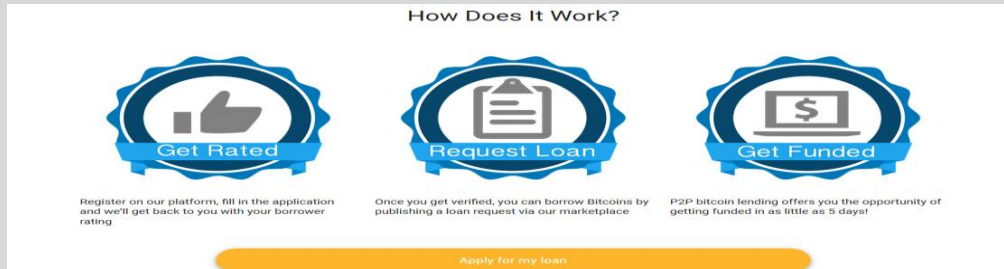 How Does It Work?
Get Rated
Request Loan
Get Funded
Register on our platform, fill in the application
and we'll get back to you with your borrower
rating
Once you get verified, you can borrow Bitcoins by
publishing a loan request via our marketplace
P2P bitcoin lending offers you the opportunity of
getting funded in as little as 5 days!
Apply for my loan